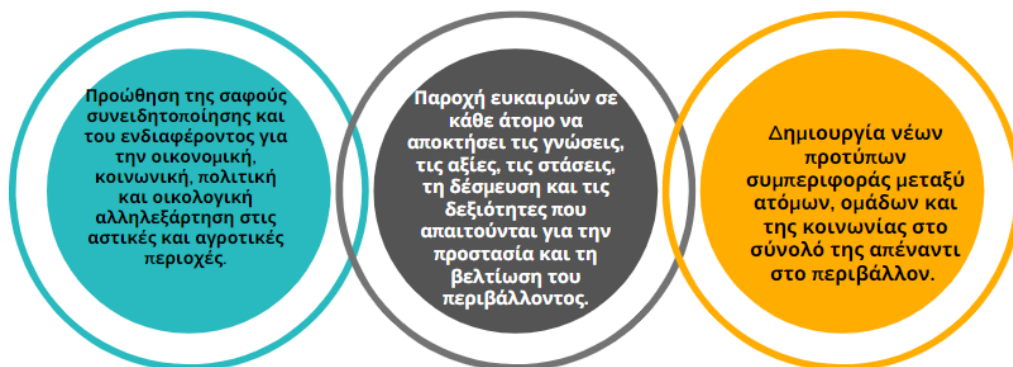 Προώθηση της σαφούς
συνειδητοποίησης και
του ενδιαφέροντος για
την οικονομική,
κοινωνική, πολιτική
και οικολογική
αλληλεξάρτηση στις
αστικές και αγροτικές
περιοχές.
Παροχή ευκαιριών σε
κάθε άτομο να
αποκτήσει τις γνώσεις,
τις αξίες, τις στάσεις,
τη δέσμευση και τις
δεξιότητες που
απαιτούνται για την
προστασία και τη
βελτίωση του
περιβάλλοντος.
Δημιουργία νέων
προτύπων
συμπεριφοράς μεταξύ
ατόμων, ομάδων και
της κοινωνίας στο
σύνολό της απέναντι
στο περιβάλλον.